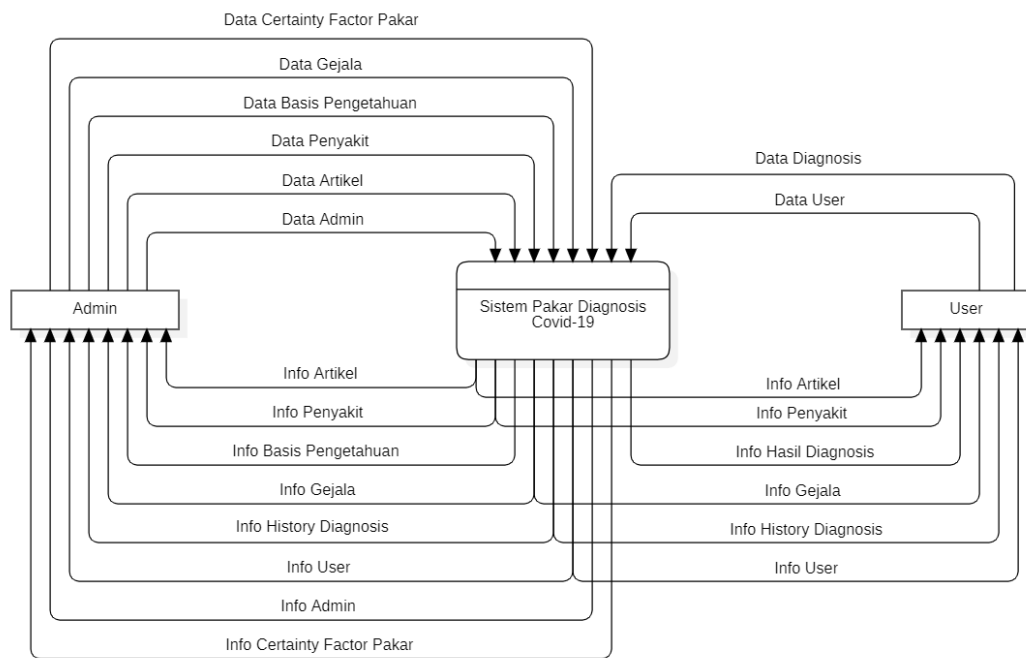 Data Certainty Factor Pakar
Data Gejala
Data Basis Pengetahuan
Data Penyakit
Data Artikel
Data Admin
Data Diagnosis
Data User
Admin
Sistem Pakar Diagnosis
Covid-19
User
Info Artikel
Info Penyakit
Info Basis Pengetahuan
Info Gejala
Info History Diagnosis
Info User
Info Admin
Info Certainty Factor Pakar
Info Artikel
Info Penyakit
Info Hasil Diagnosis
Info Gejala
Info History Diagnosis
Info User